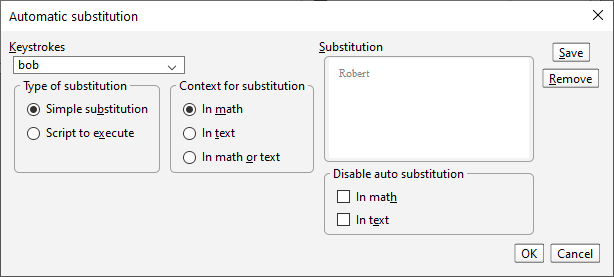 Automatic substitution
Keystrokes
bob
Type of substitution
Simple substitution
Script to execute
Context for substitution
In math
In text
In math or text
Substitution
Robert
Disable auto substitution
In math
In text
Save
Remove
OK
Cancel